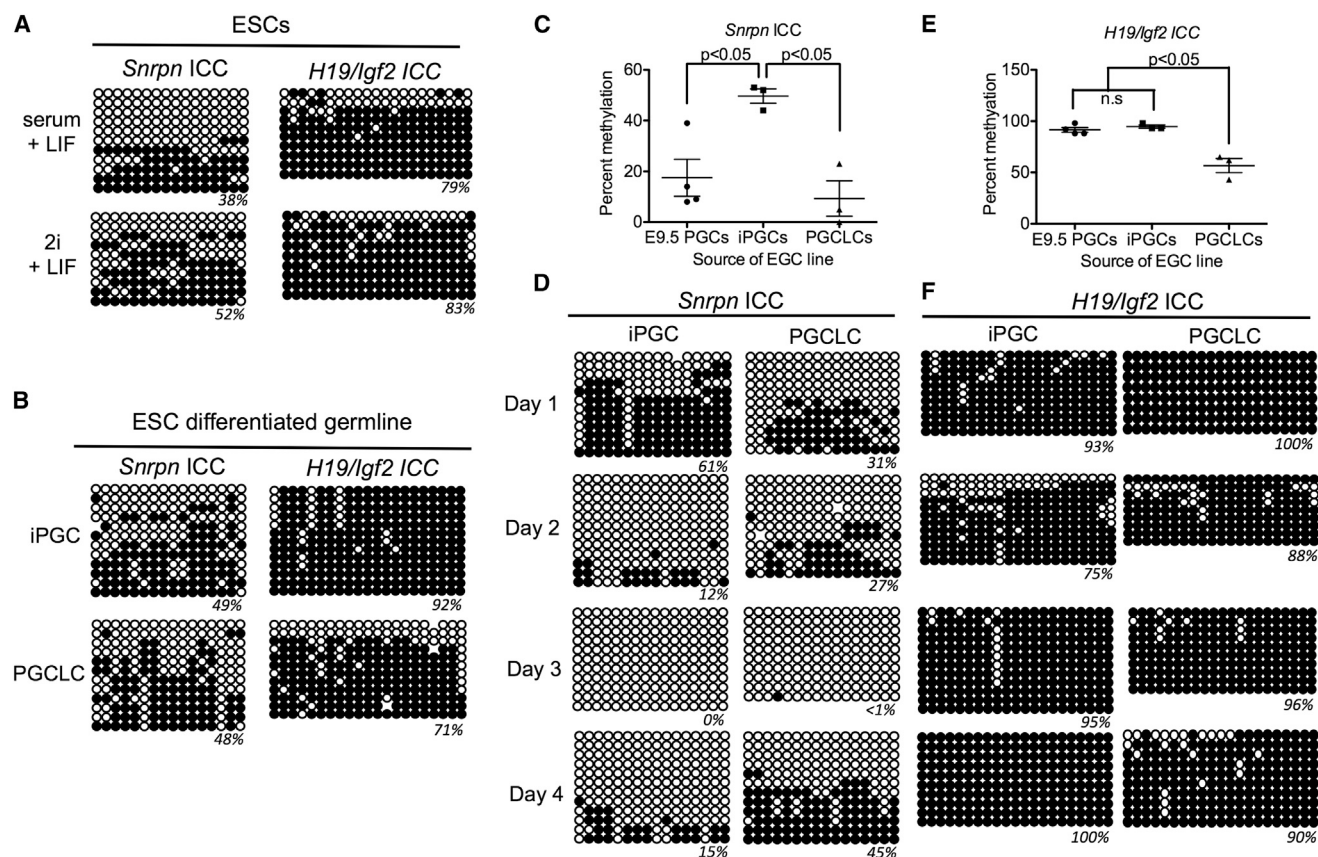 A
ESCs
Snrpn ICC
H19/Igf2 ICC
serum
+ LIF
38%
79%
2i
+ LIF
52%
83%
B
ESC differentiated germline
Snrpn ICC
H19/Igf2 ICC
iPGC
49%
92%
PGCLC
48%
71%
C
Snrpn ICC
p<0.05
p<0.05
Percent methylation
60
40
20
0
E9.5 PGCs
iPGCs
PGCLCs
Source of EGC line
E
H19/Igf2 ICC
p<0.05
n.s
Percent methyation
150
100
50
0
E9.5 PGCs
iPGCs
PGCLCs
Source of EGC line
D
Snrpn ICC
iPGC
PGCLC
Day 1
61%
31%
Day 2
12%
27%
Day 3
0%
<1%
Day 4
15%
45%
F
H19/Igf2 ICC
iPGC
PGCLC
93%
100%
75%
88%
95%
96%
100%
90%